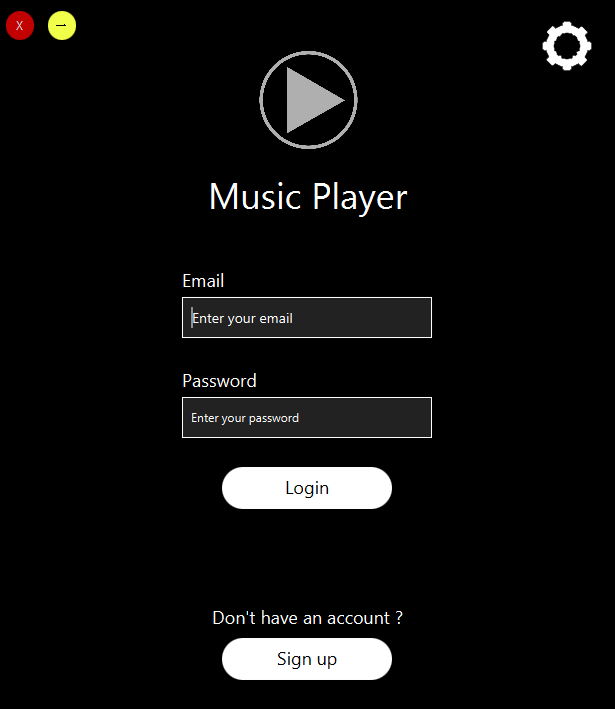 X
Music Player
Email
Enter your email
Password
Enter your password
Login
Don't have an account ?
Sign up